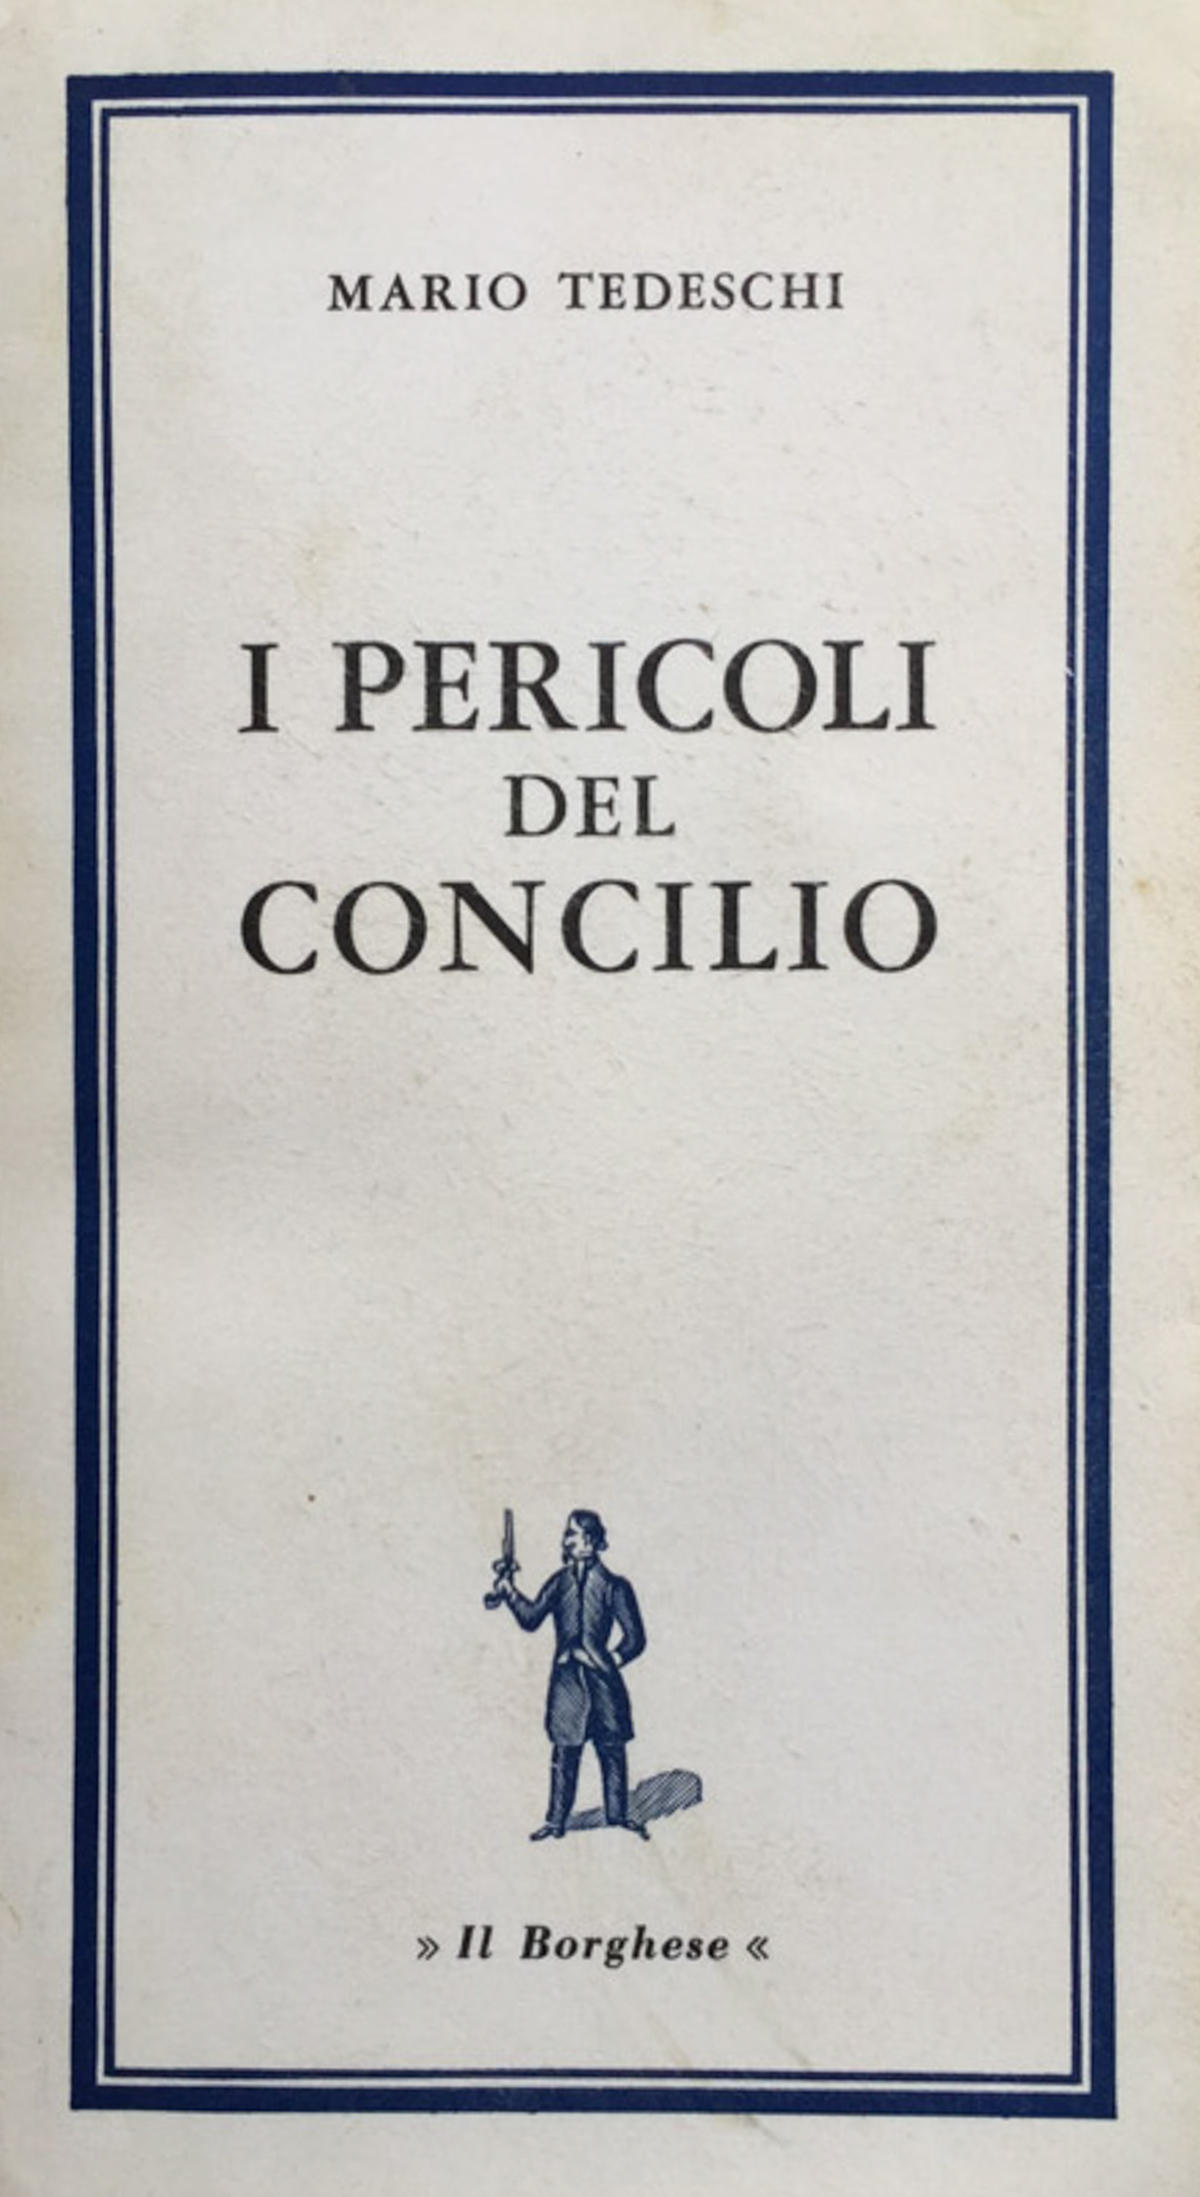 MARIO TEDESCHI
I PERICOLI
DEL
CONCILIO
» Il Borghese «